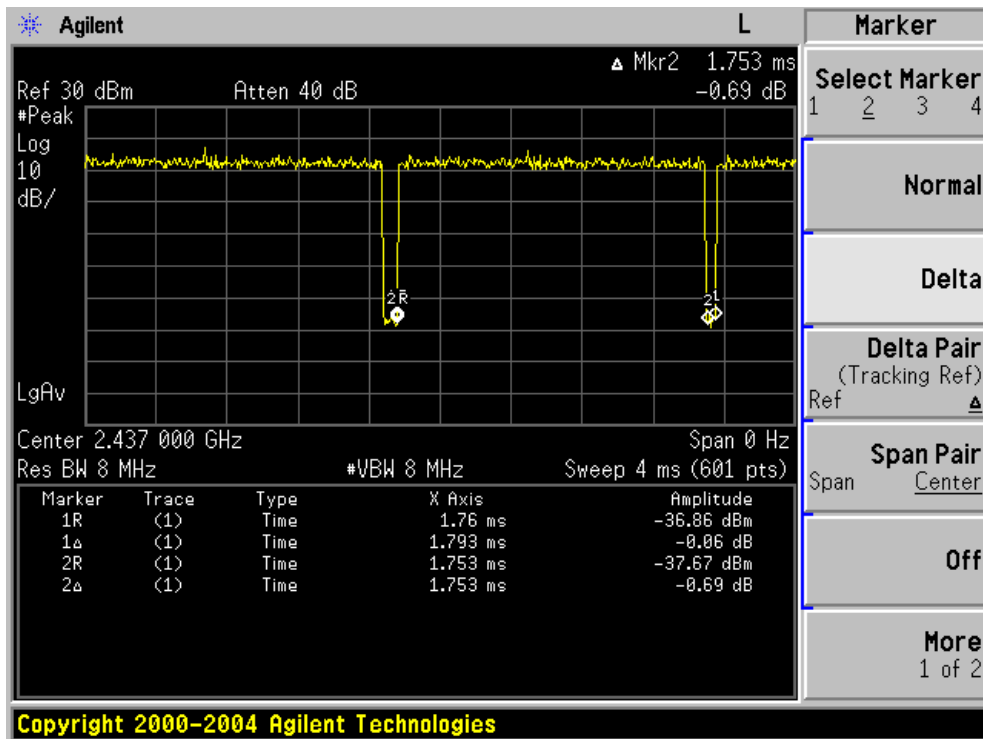 Agilent L Marker
Δ Mkr2 1.753 ms
Ref 30 dBm Atten 40 dB -0.69 dB
#Peak
Log
10
dB/
2R
2 1
LgAv
Center 2.437 000 GHz Span 0 Hz
Res BW 8 MHz #VBW 8 MHz Sweep 4 ms (601 pts)
Marker Trace Type X Axis Amplitude
1R (1) Time 1.76 ms -36.86 dBm
1Δ (1) Time 1.793 ms -0.06 dB
2R (1) Time 1.753 ms -37.67 dBm
2Δ (1) Time 1.753 ms -0.69 dB
Select Marker
1 2 3 4
Normal
Delta
Delta Pair
(Tracking Ref)
Ref Δ
Span Pair
Span Center
Off
More
1 of 2
Copyright 2000-2004 Agilent Technologies